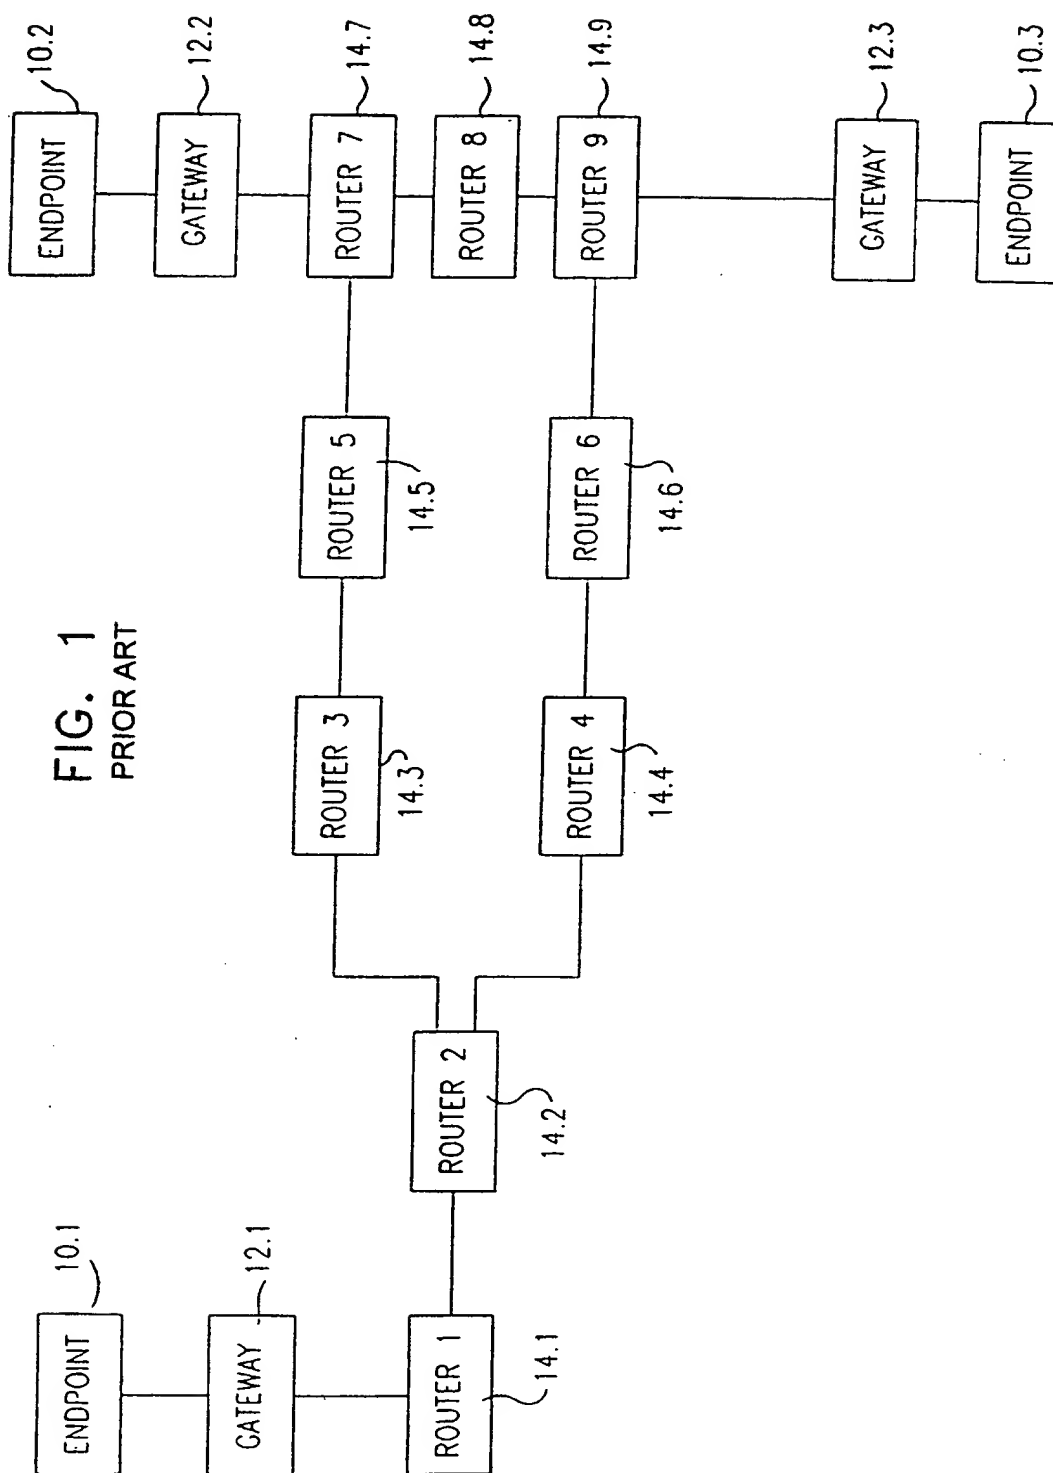 FIG. 1
PRIOR ART
ENDPOINT
10.1
GATEWAY
12.1
ROUTER 1
14.1
ROUTER 2
14.2
ROUTER 3
14.3
ROUTER 4
14.4
ROUTER 5
14.5
ROUTER 6
14.6
ENDPOINT
10.2
GATEWAY
12.2
ROUTER 7
14.7
ROUTER 8
14.8
ROUTER 9
14.9
GATEWAY
12.3
ENDPOINT
10.3